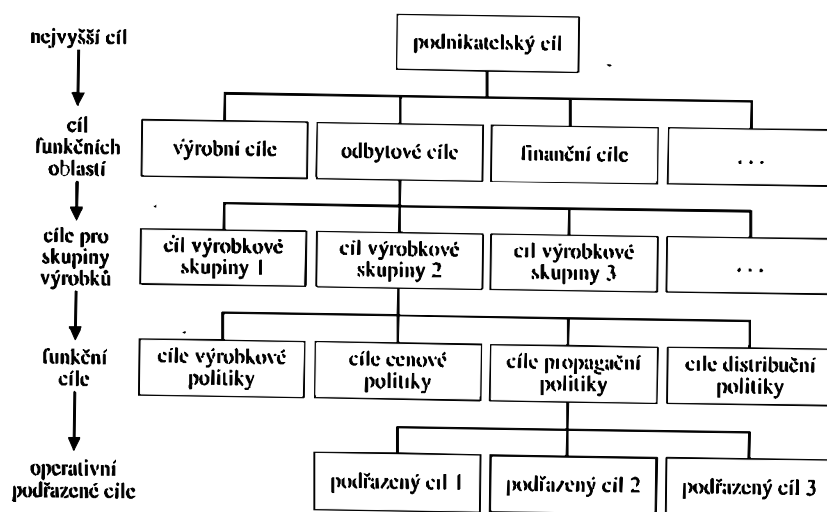 nejvyšší cíl
podnikatelský cíl
cíl
funkčních
oblastí
výrobní cíle
odbytové cíle
finanční cíle
...
cíle pro
skupiny
výrobků
cíl výrobkové
skupiny 1
cíl výrobkové
skupiny 2
cíl výrobkové
skupiny 3
...
funkční
cíle
cíle výrobkové
politiky
cíle cenové
politiky
cíle propagační
politiky
cíle distribuční
politiky
operativní
podřazené cíle
podřazený cíl 1
podřazený cíl 2
podřazený cíl 3